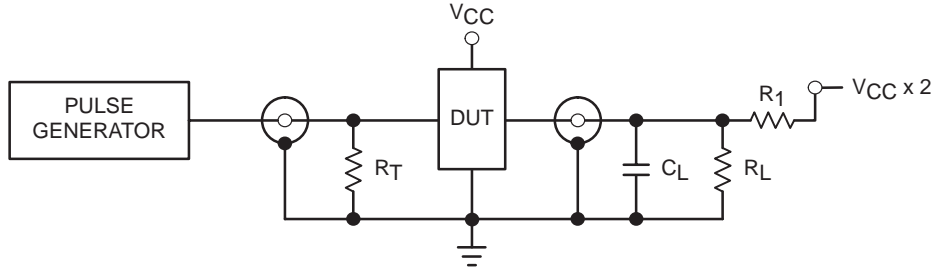 VCC
PULSE
GENERATOR
DUT
R1
VCC x 2
RT
CL
RL